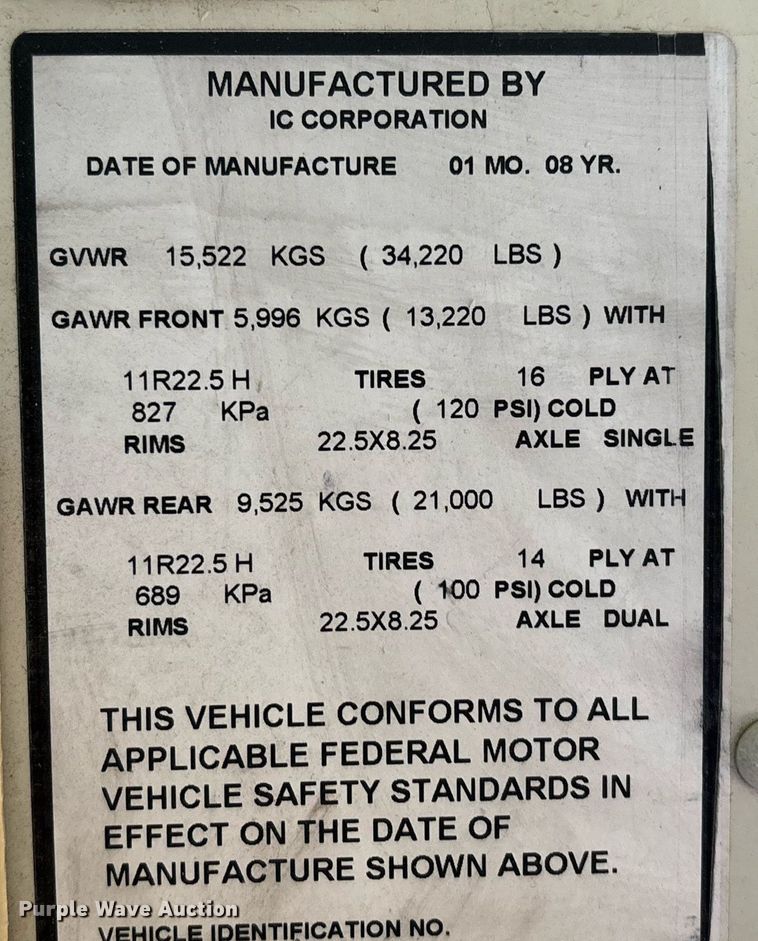 MANUFACTURED BY
IC CORPORATION
DATE OF MANUFACTURE 01 MO. 08 YR.
GVWR 15,522 KGS ( 34,220 LBS )
GAWR FRONT 5,996 KGS ( 13,220 LBS ) WITH
11R22.5 H TIRES 16 PLY AT
827 KPa ( 120 PSI) COLD
RIMS 22.5X8.25 AXLE SINGLE
GAWR REAR 9,525 KGS ( 21,000 LBS ) WITH
11R22.5 H TIRES 14 PLY AT
689 KPa ( 100 PSI) COLD
RIMS 22.5X8.25 AXLE DUAL
THIS VEHICLE CONFORMS TO ALL
APPLICABLE FEDERAL MOTOR
VEHICLE SAFETY STANDARDS IN
EFFECT ON THE DATE OF
MANUFACTURE SHOWN ABOVE.
Purple Wave Auction
VEHICLE IDENTIFICATION NO.